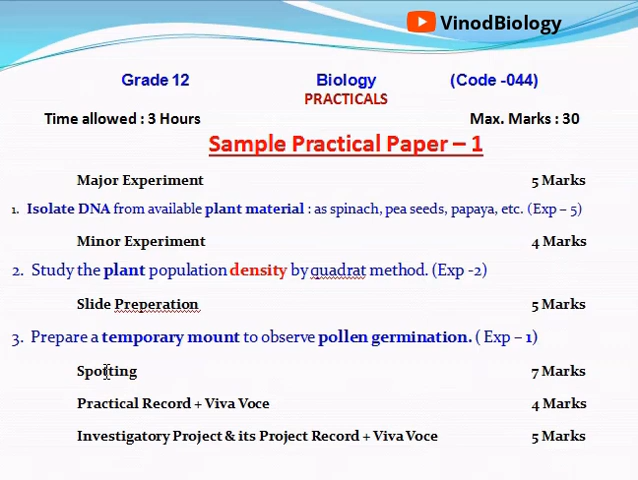 VinodBiology
Grade 12 Biology (Code -044)
PRACTICALS
Time allowed : 3 Hours Max. Marks : 30
Sample Practical Paper – 1
Major Experiment 5 Marks
1. Isolate DNA from available plant material : as spinach, pea seeds, papaya, etc. (Exp – 5)
Minor Experiment 4 Marks
2. Study the plant population density by quadrat method. (Exp -2)
Slide Preperation 5 Marks
3. Prepare a temporary mount to observe pollen germination. ( Exp – 1)
Spotting 7 Marks
Practical Record + Viva Voce 4 Marks
Investigatory Project & its Project Record + Viva Voce 5 Marks